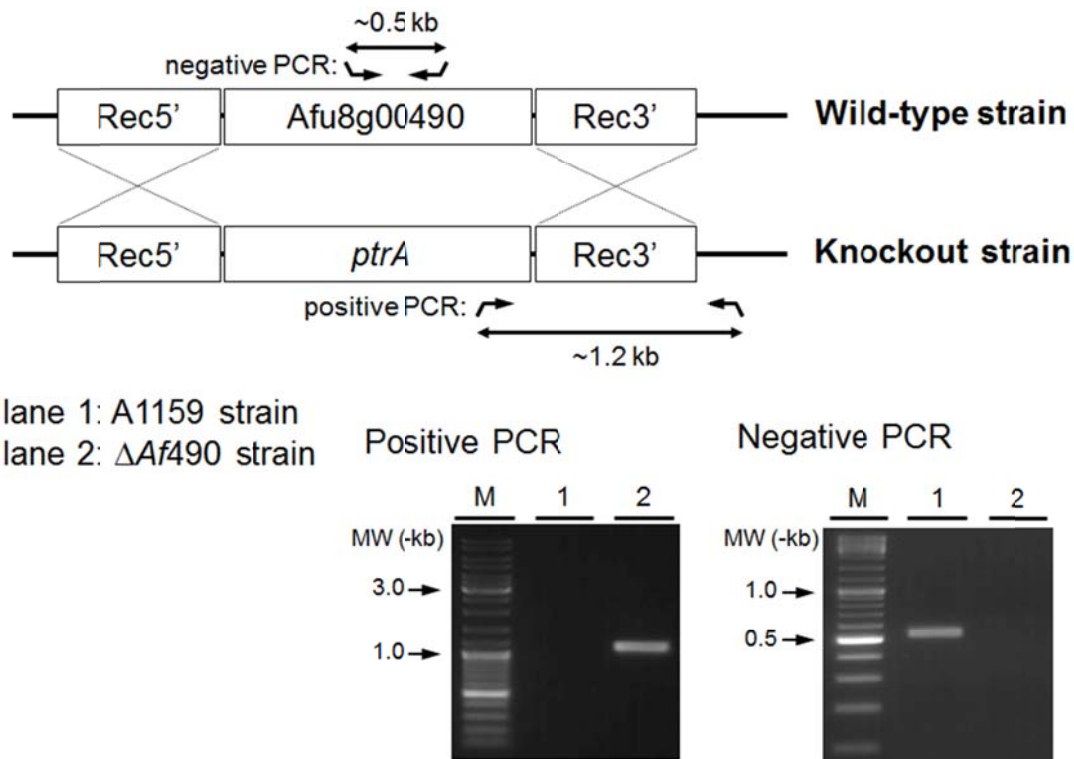 ~0.5 kb
negative PCR:
Rec5' Afu8g00490 Rec3' Wild-type strain
Rec5' ptrA Rec3' Knockout strain
positive PCR:
~1.2 kb
lane 1: A1159 strain
lane 2: ΔAf490 strain
Positive PCR
M 1 2
MW (-kb)
3.0
1.0
Negative PCR
M 1 2
MW (-kb)
1.0
0.5